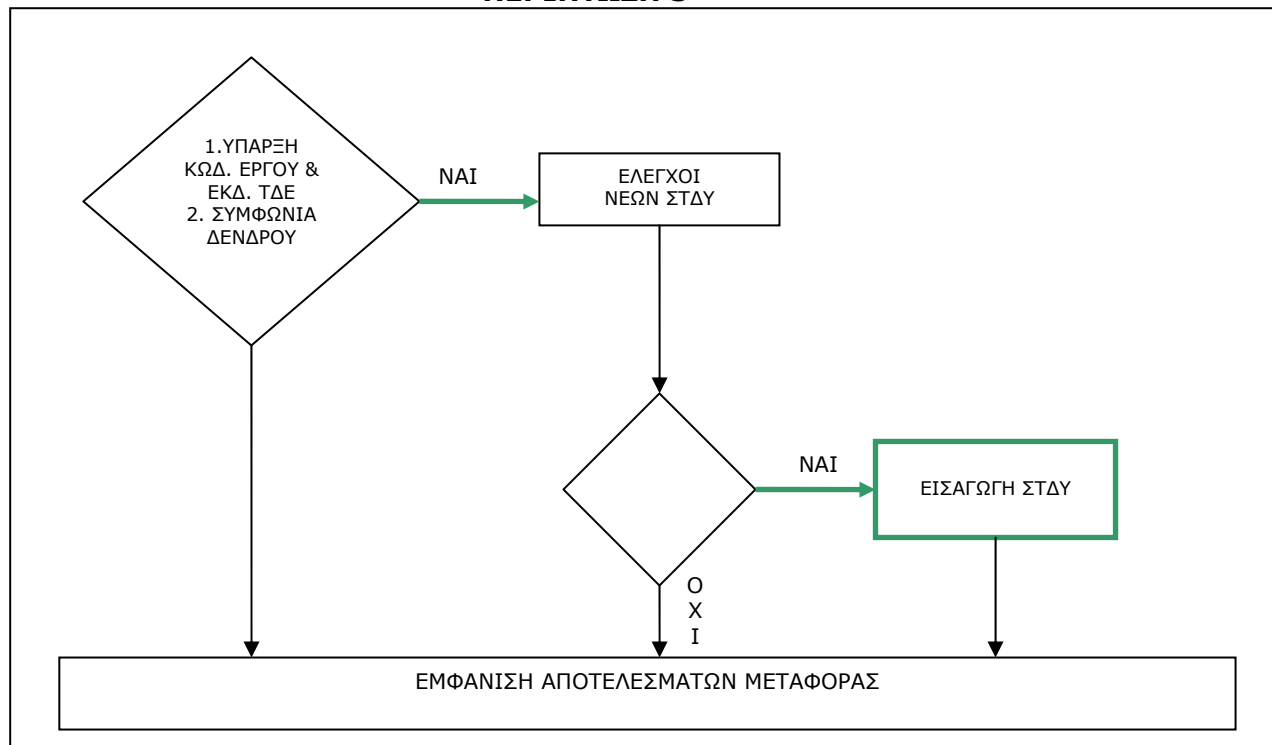 1.ΥΠΑΡΞΗ
ΚΩΔ. ΕΡΓΟΥ &
ΕΚΔ. ΤΔΕ
2. ΣΥΜΦΩΝΙΑ
ΔΕΝΔΡΟΥ
ΝΑΙ
ΕΛΕΓΧΟΙ
ΝΕΩΝ ΣΤΔΥ
ΝΑΙ
ΕΙΣΑΓΩΓΗ ΣΤΔΥ
Ο
Χ
Ι
ΕΜΦΑΝΙΣΗ ΑΠΟΤΕΛΕΣΜΑΤΩΝ ΜΕΤΑΦΟΡΑΣ